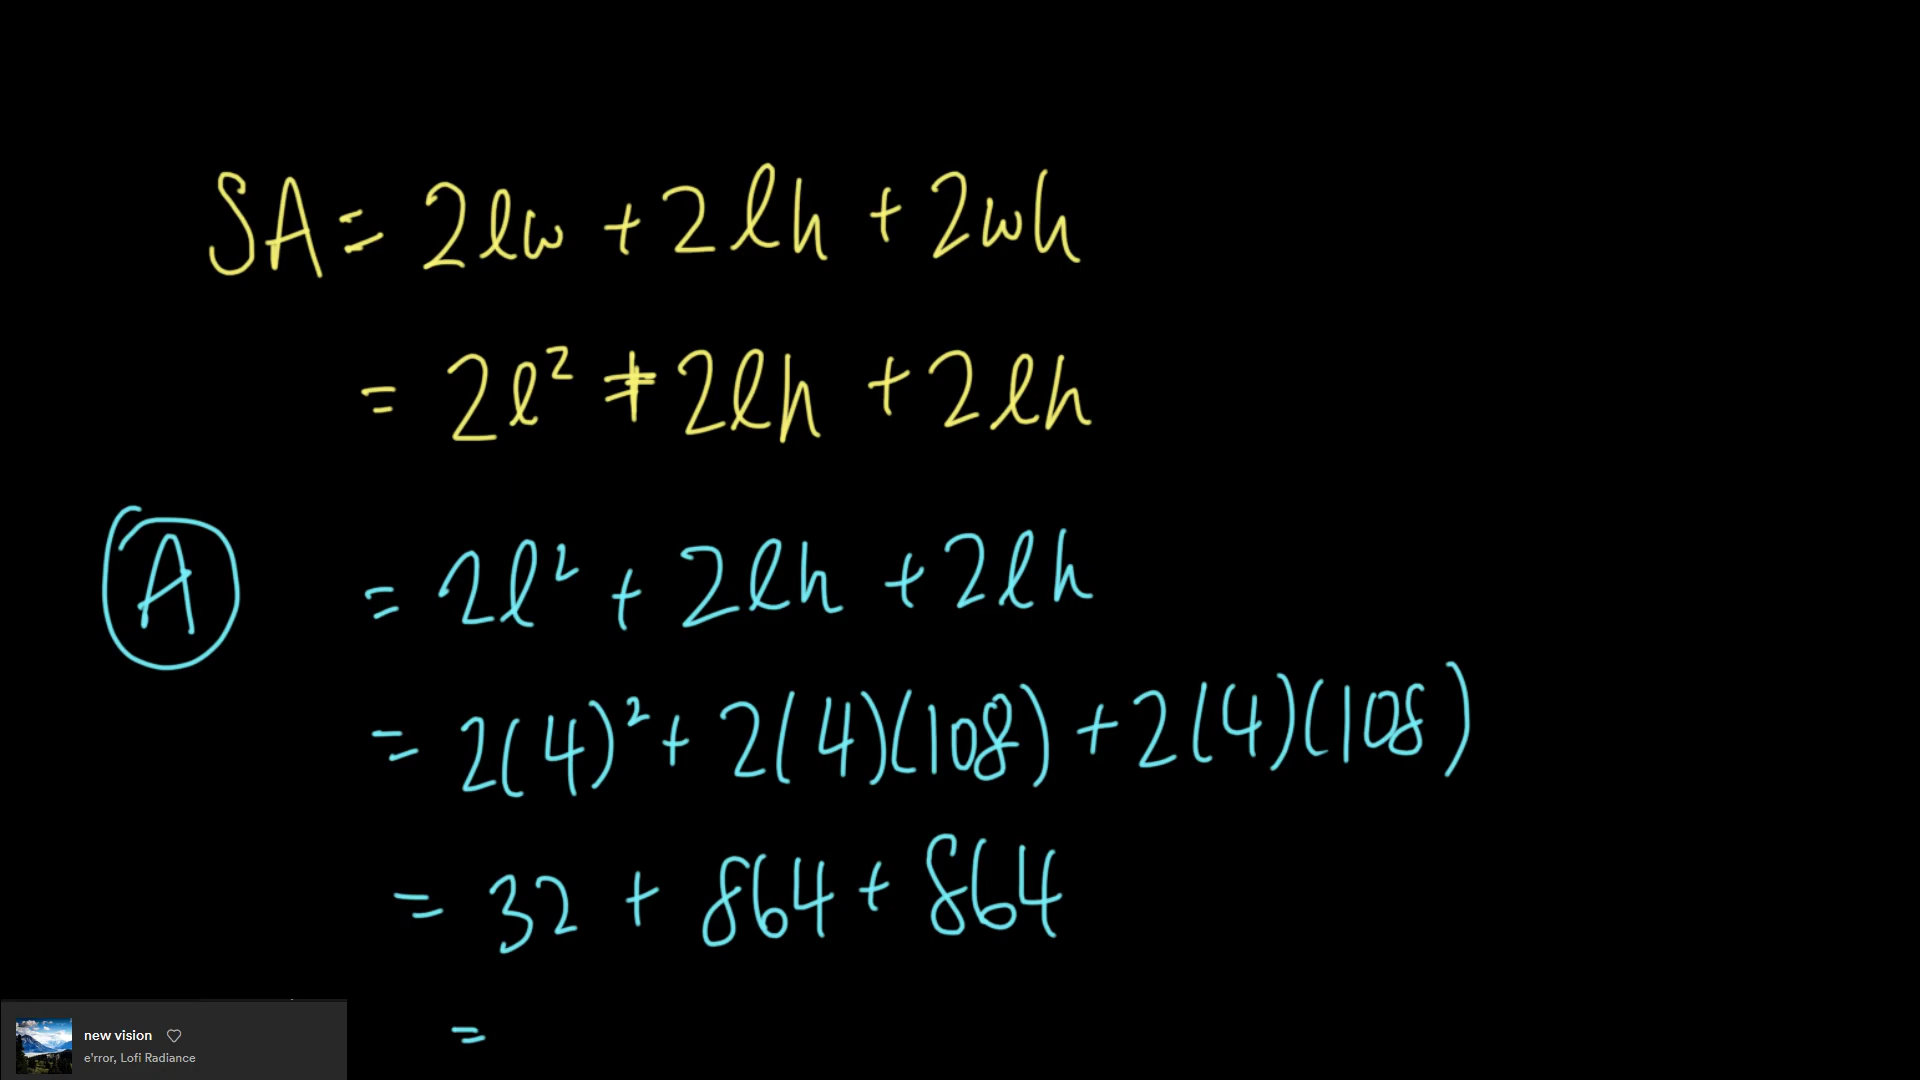 SA = 2lw + 2lh + 2wh
= 2l² + 2lh + 2lh
A
= 2l² + 2lh + 2lh
= 2(4)² + 2(4)(108) + 2(4)(108)
= 32 + 864 + 864
=
new vision
e'rror, Lofi Radiance